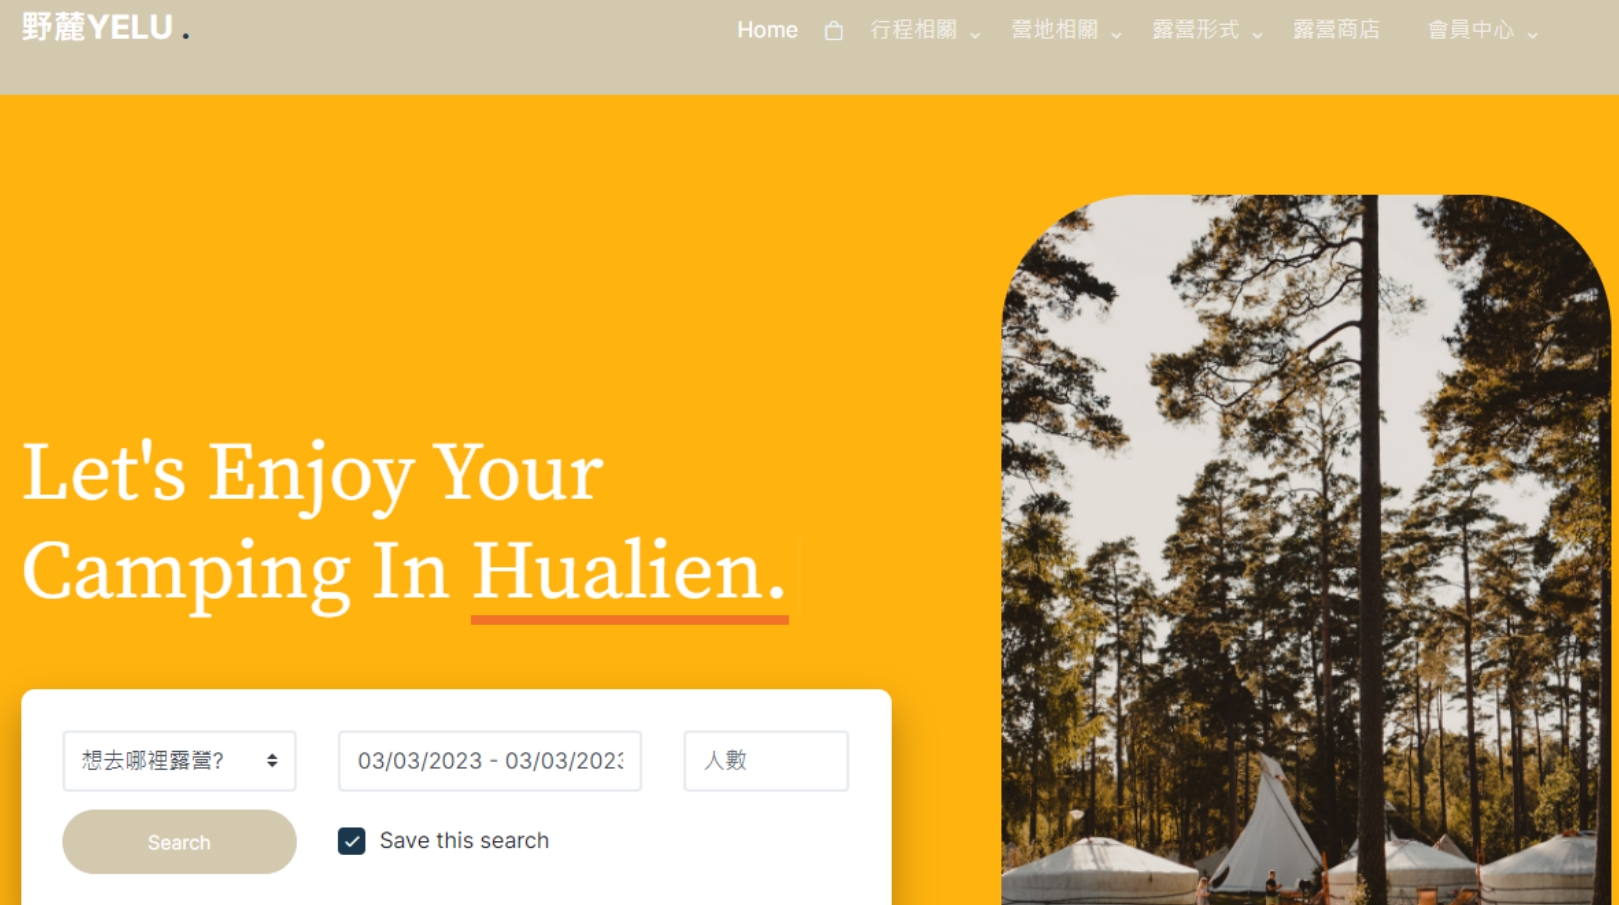 野麓YELU .
Home 行程相關 營地相關 露營形式 露營商店 會員中心
Let's Enjoy Your
Camping In Hualien.
想去哪裡露營? 03/03/2023 - 03/03/2023 人數
Search Save this search